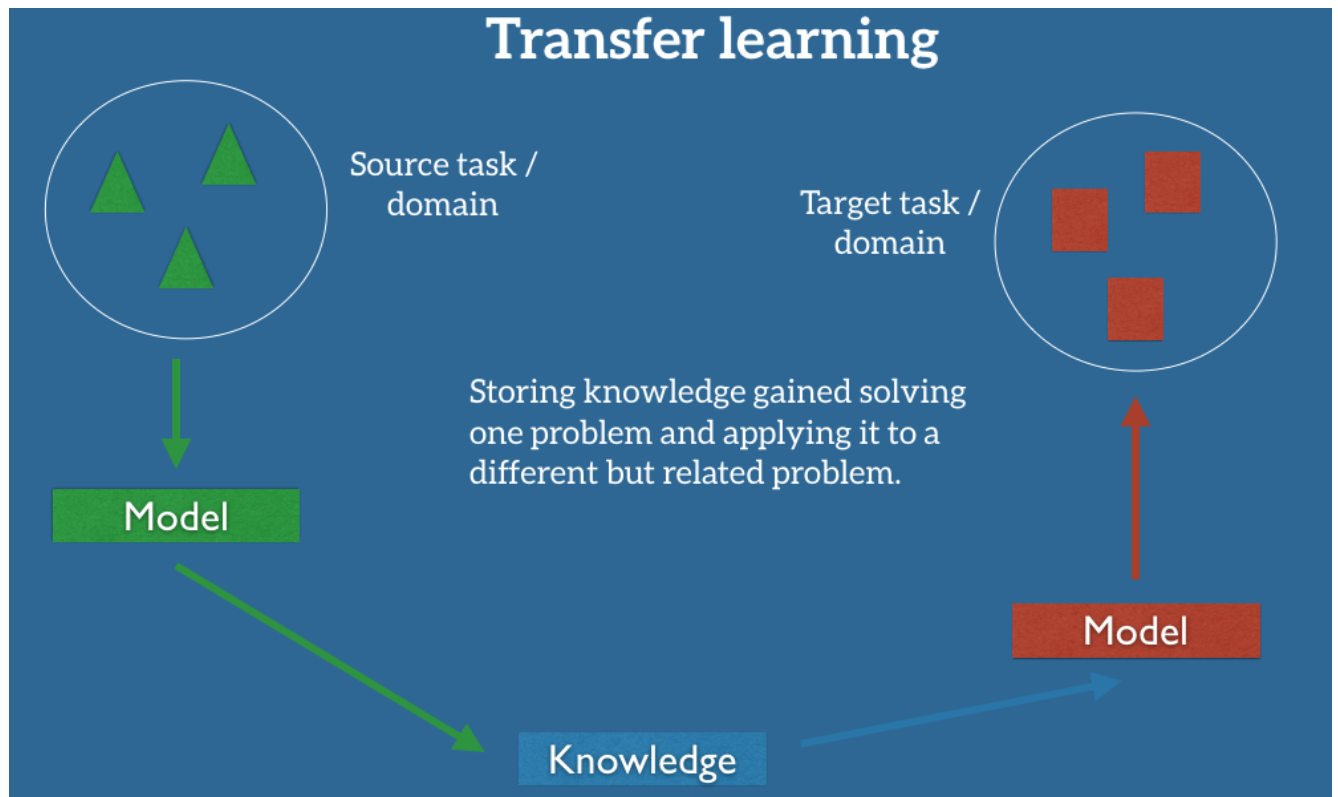 Transfer learning
Source task /
domain
Target task /
domain
Storing knowledge gained solving
one problem and applying it to a
different but related problem.
Model
Model
Knowledge